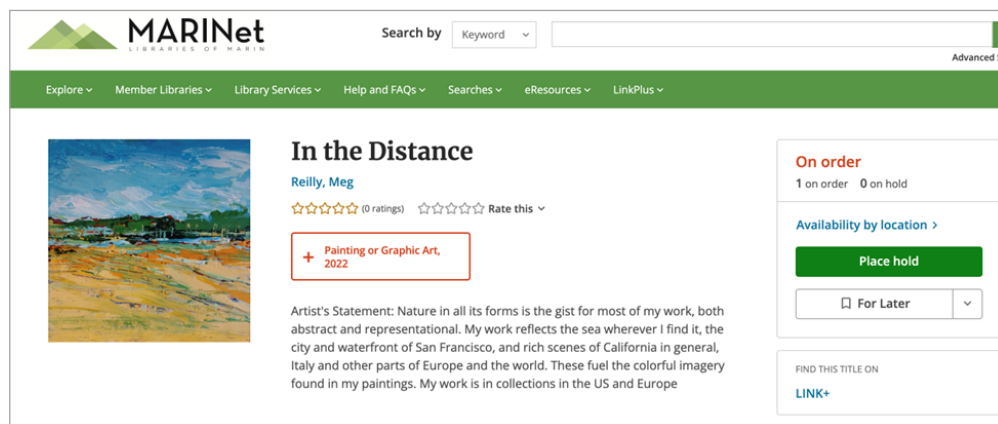 MARINet
LIBRARIES OF MARIN
Search by
Keyword
Advanced S
Explore
Member Libraries
Library Services
Help and FAQs
Searches
eResources
LinkPlus
In the Distance
Reilly, Meg
(0 ratings)
Rate this
+ Painting or Graphic Art,
2022
Artist's Statement: Nature in all its forms is the gist for most of my work, both
abstract and representational. My work reflects the sea wherever I find it, the
city and waterfront of San Francisco, and rich scenes of California in general,
Italy and other parts of Europe and the world. These fuel the colorful imagery
found in my paintings. My work is in collections in the US and Europe
On order
1 on order 0 on hold
Availability by location >
Place hold
For Later
FIND THIS TITLE ON
LINK+